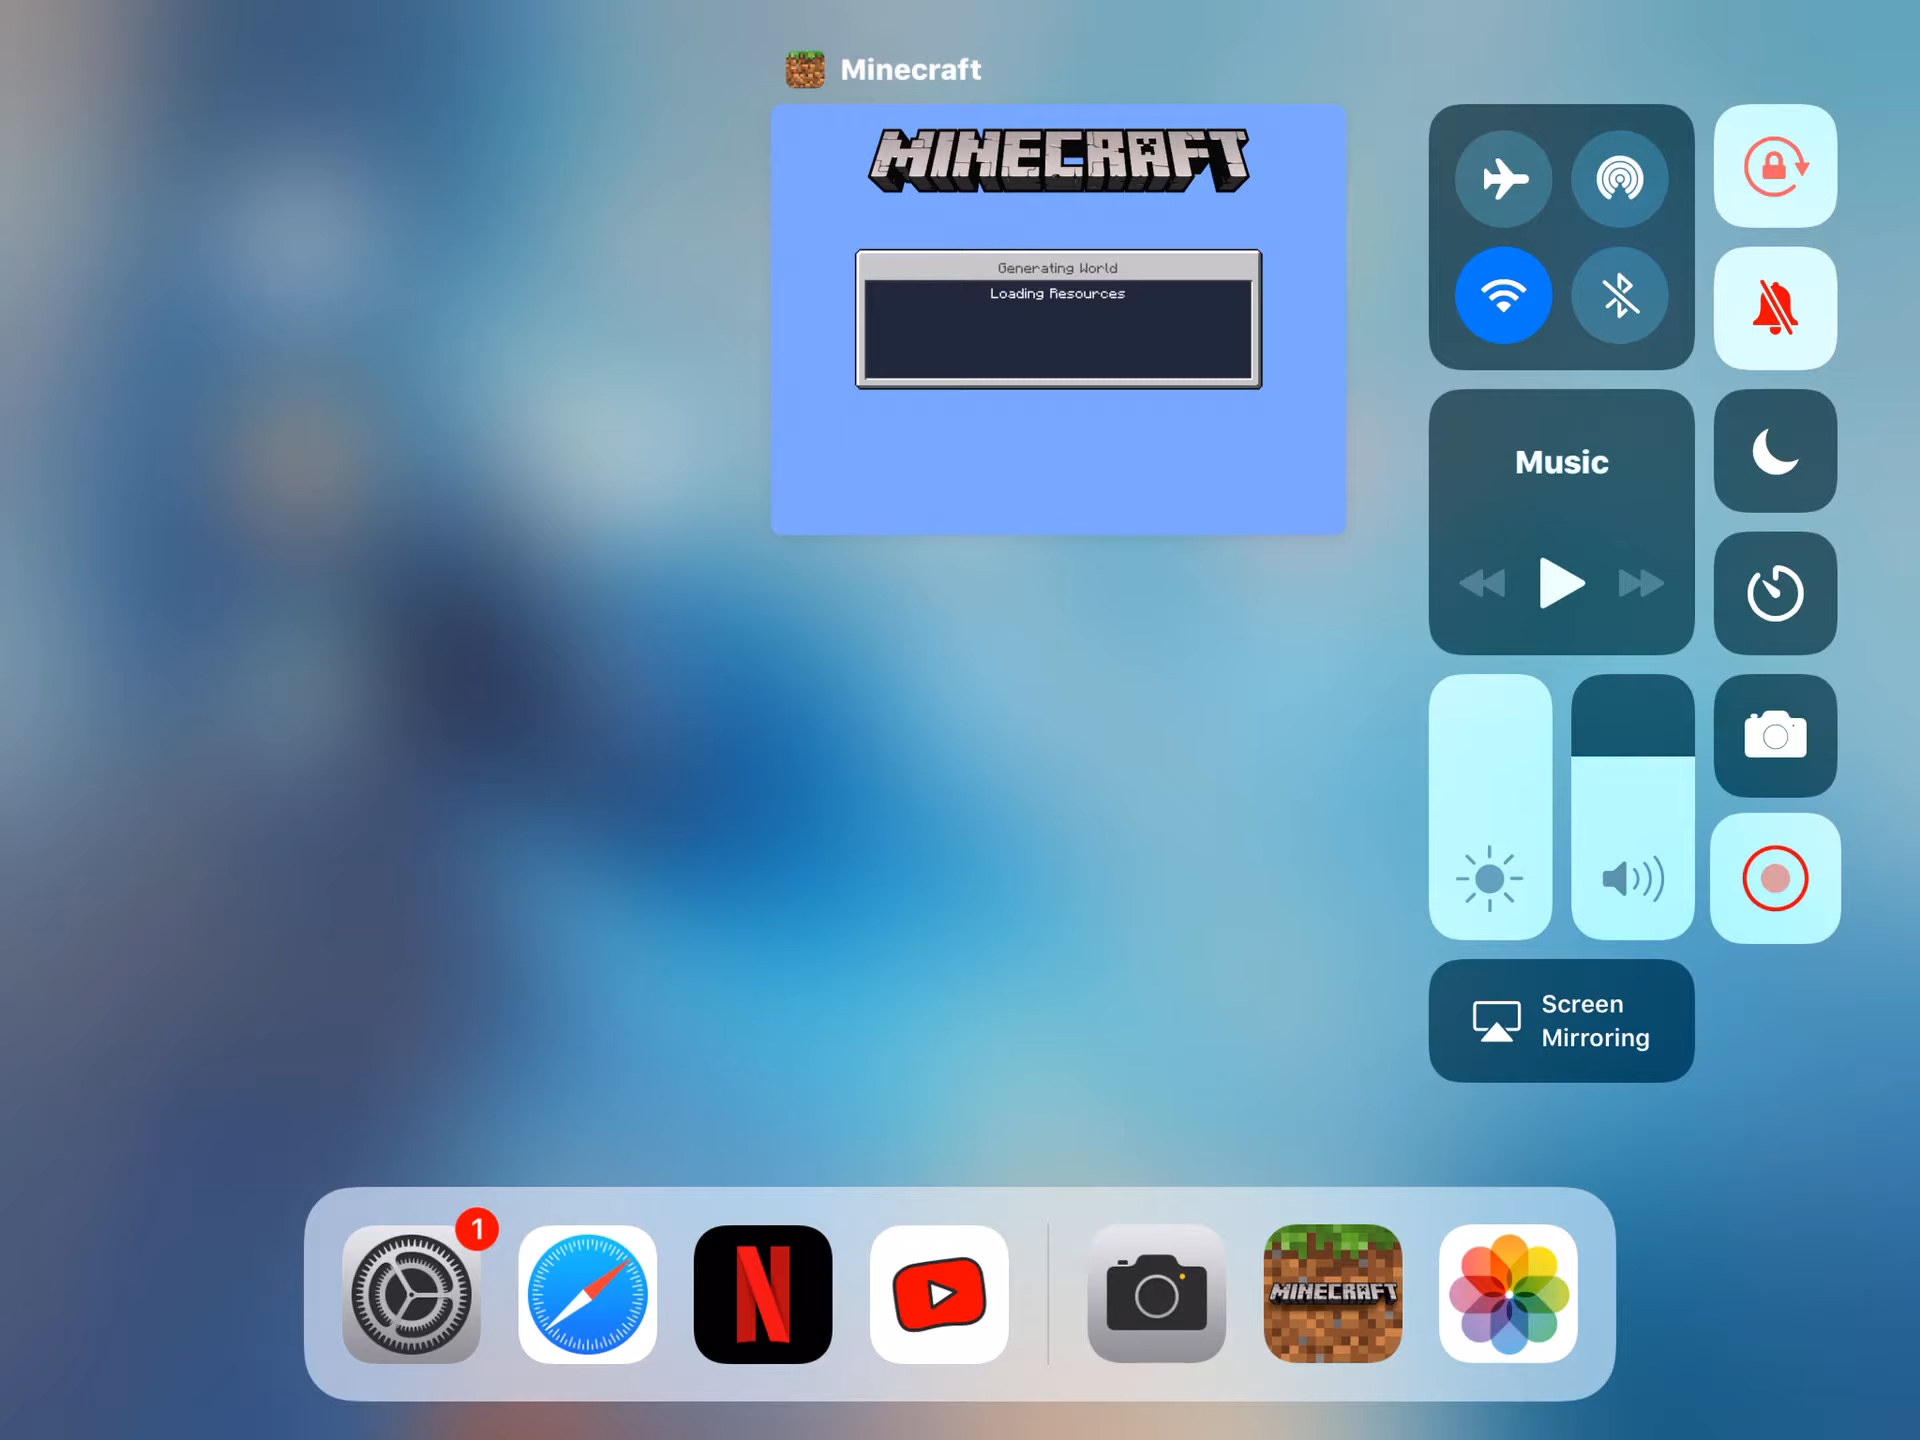 Minecraft
MINECRAFT
Generating World
Loading Resources
Music
Screen
Mirroring
1
N
MINECRAFT